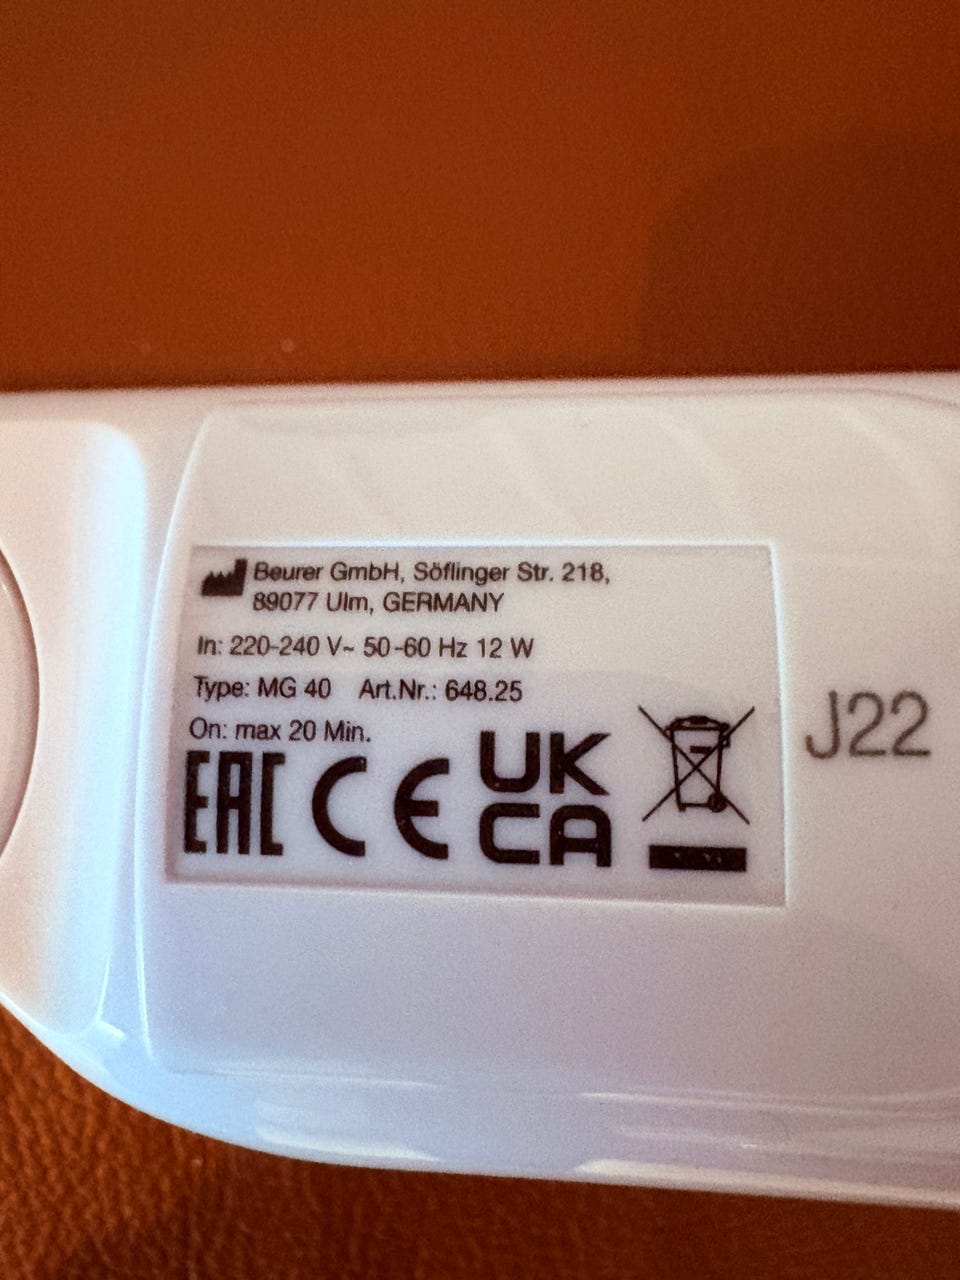 Beurer GmbH, Söflinger Str. 218,
89077 Ulm, GERMANY
In: 220-240 V~ 50-60 Hz 12 W
Type: MG 40 Art.Nr.: 648.25
On: max 20 Min.
EAC CE UK
CA
J22